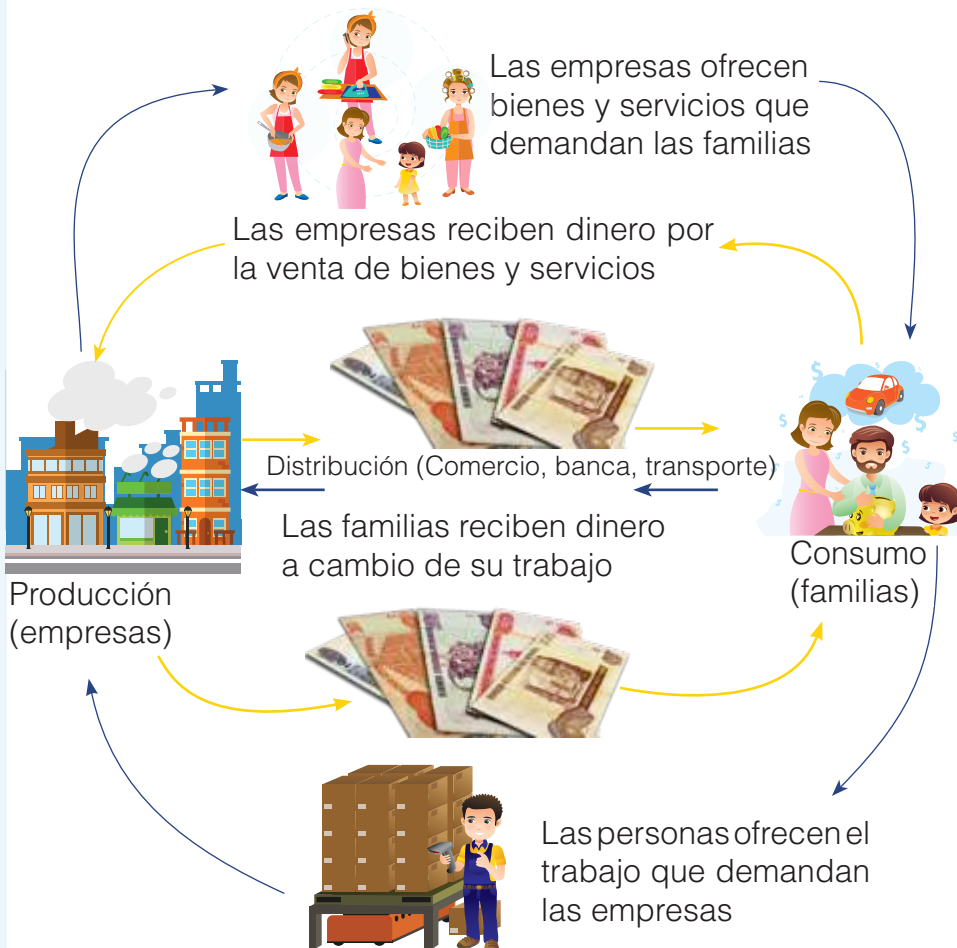 Las empresas ofrecen
bienes y servicios que
demandan las familias
Las empresas reciben dinero por
la venta de bienes y servicios
Distribución (Comercio, banca, transporte)
Las familias reciben dinero
a cambio de su trabajo
Producción
(empresas)
Consumo
(familias)
Las personas ofrecen el
trabajo que demandan
las empresas